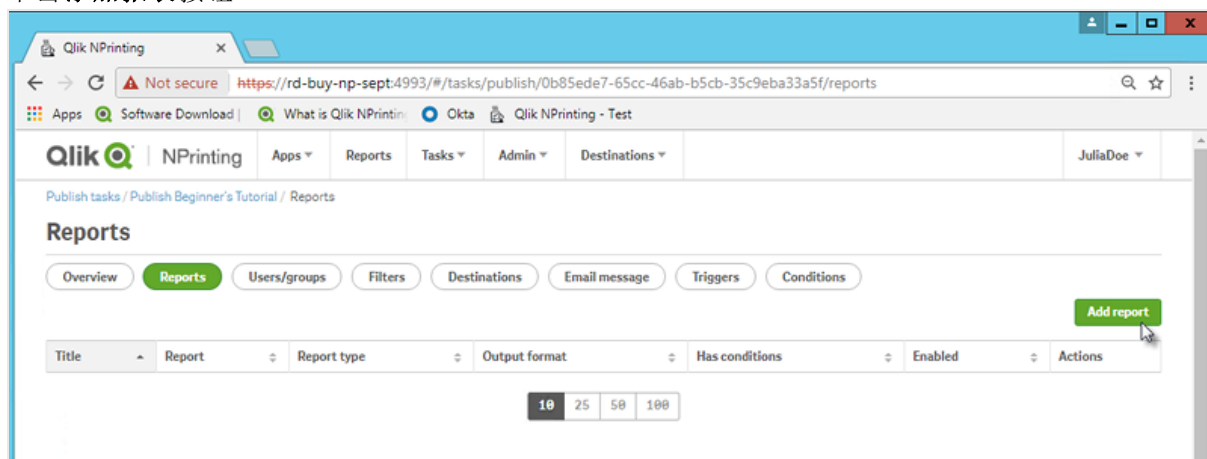 Qlik NPrinting
Not secure https://rd-buy-np-sept:4993/#/tasks/publish/0b85ede7-65cc-46ab-b5cb-35c9eba33a5f/reports
Apps Software Download | What is Qlik NPrintin Okta Qlik NPrinting - Test
Qlik NPrinting Apps Reports Tasks Admin Destinations JuliaDoe
Publish tasks / Publish Beginner's Tutorial / Reports
Reports
Overview Reports Users/groups Filters Destinations Email message Triggers Conditions
Add report
Title Report Report type Output format Has conditions Enabled Actions
10 25 50 100